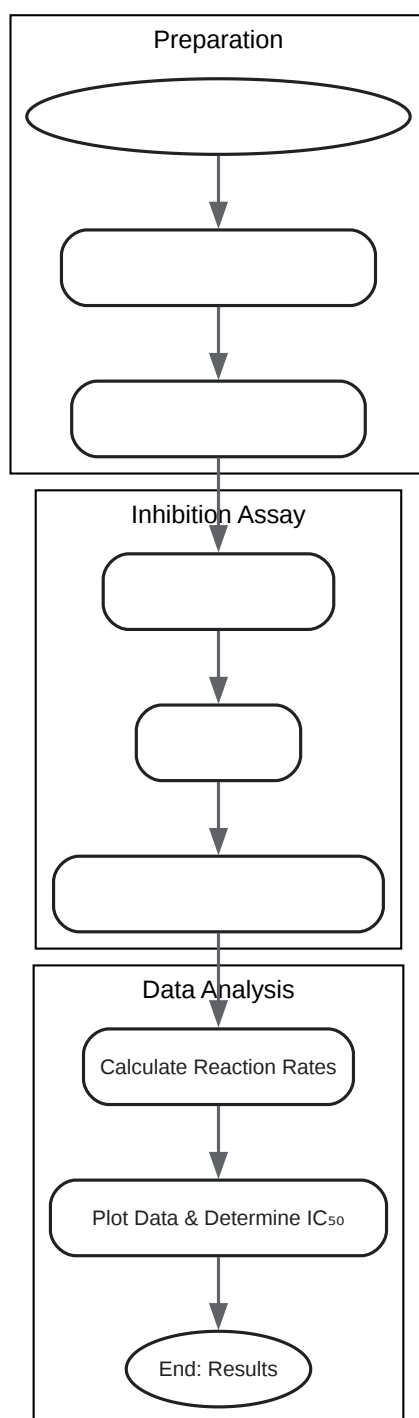 Preparation
Inhibition Assay
Data Analysis
Calculate Reaction Rates
Plot Data & Determine IC₅₀
End: Results